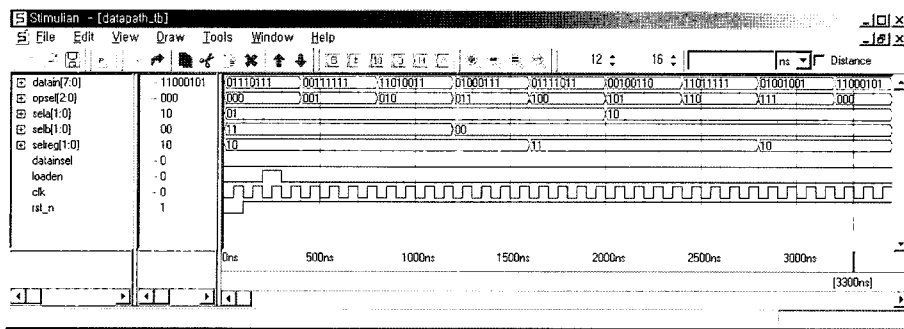 Stimulian - [datapath_tb]
File Edit View Draw Tools Window Help
12 16 ns Distance
datain[7:0] - 11000101 01110111 00111111 11010011 01000111 01111011 00100110 11011111 01001001 11000101
opsel[2:0] - 000 000 001 010 011 100 101 110 111 000
sela[1:0] 10 01 10
selb[1:0] 00 11 00
selreg[1:0] 10 10 11 10
datainsel - 0
loaden - 0
clk - 0
rst_n 1
0ns 500ns 1000ns 1500ns 2000ns 2500ns 3000ns
[3300ns]